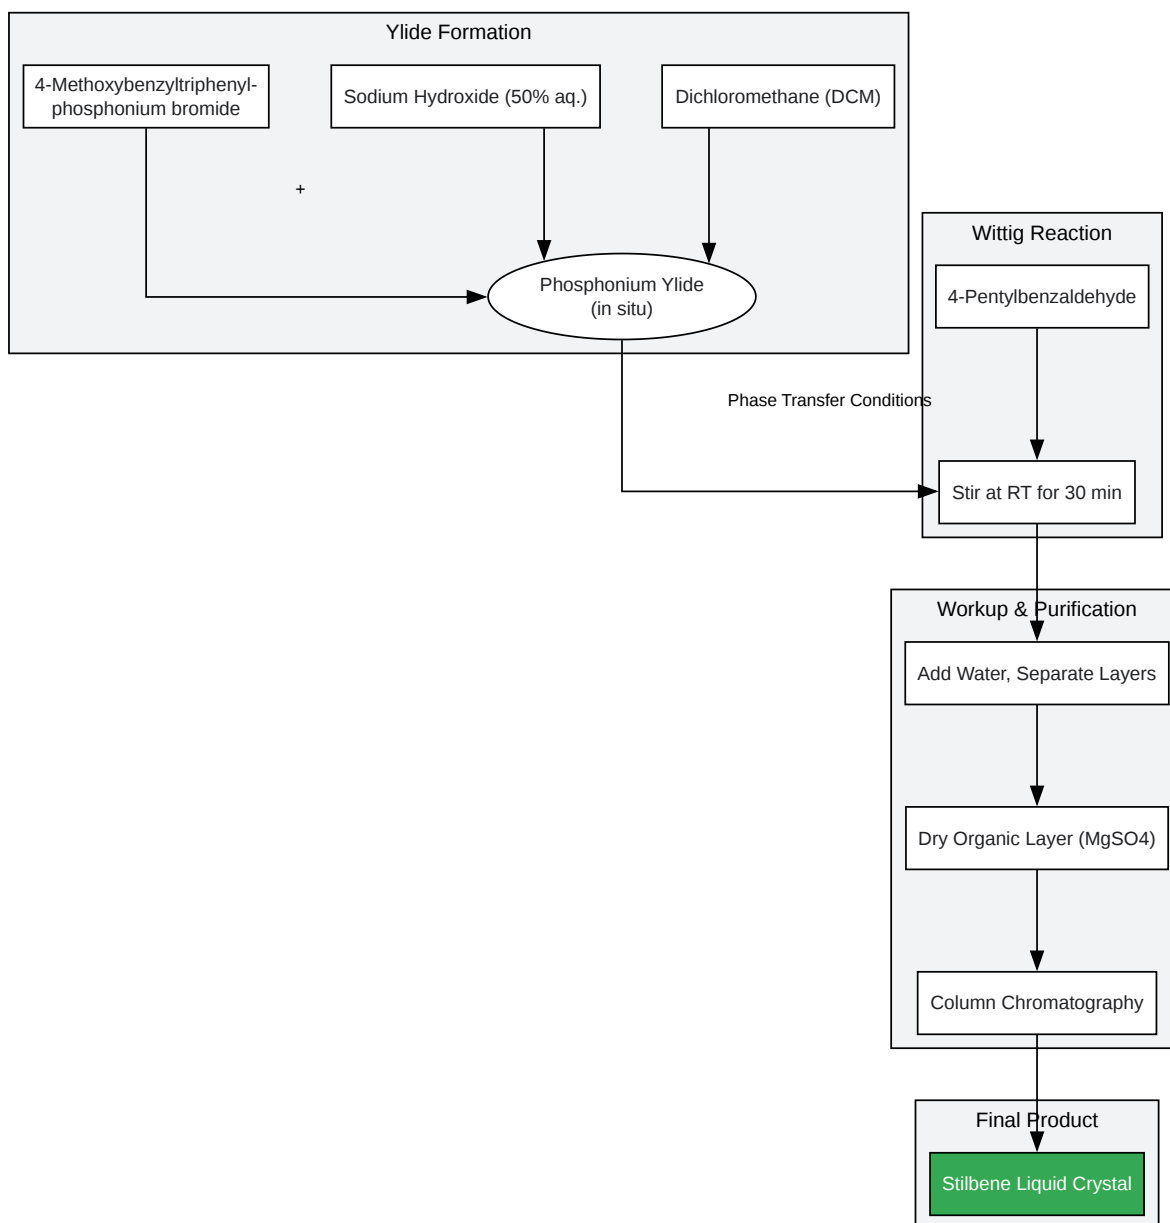 Ylide Formation
4-Methoxybenzyltriphenyl-
phosphonium bromide
Sodium Hydroxide (50% aq.)
Dichloromethane (DCM)
+
Phosphonium Ylide
(in situ)
Wittig Reaction
4-Pentylbenzaldehyde
Phase Transfer Conditions
Stir at RT for 30 min
Workup & Purification
Add Water, Separate Layers
Dry Organic Layer (MgSO4)
Column Chromatography
Final Product
Stilbene Liquid Crystal